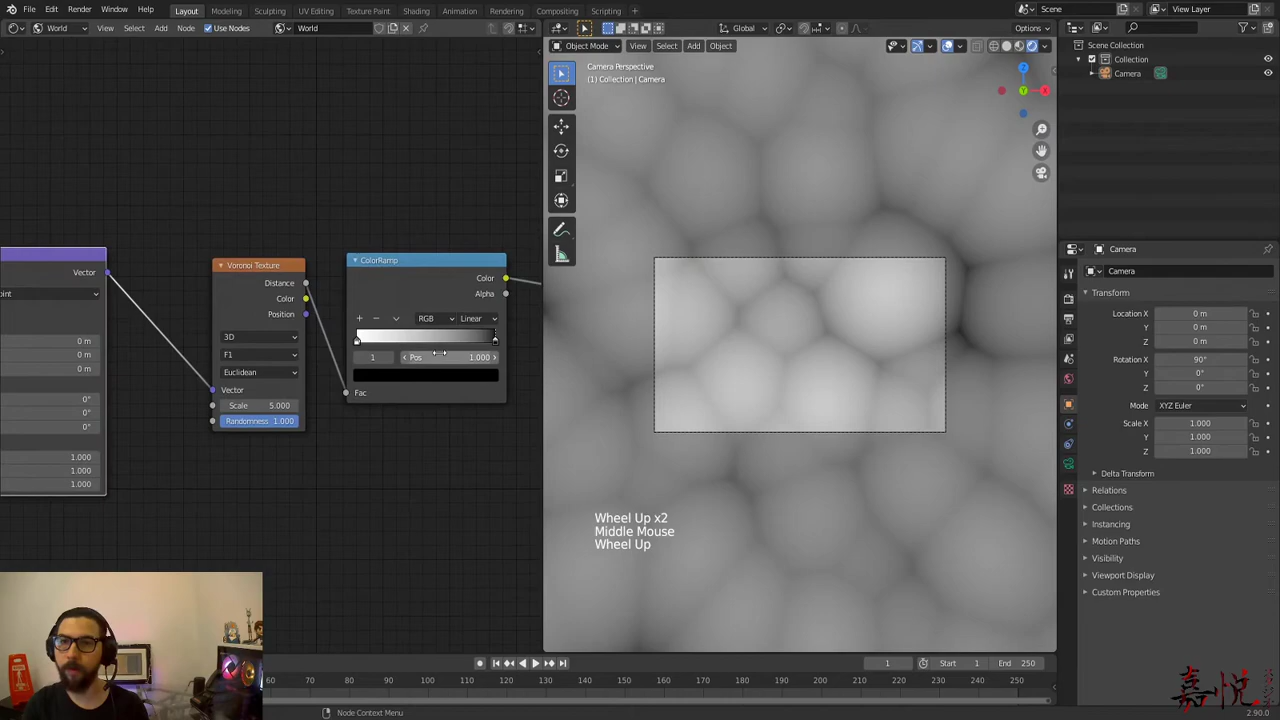 File Edit Render Window Help Layout Modeling Sculpting UV Editing Texture Paint Shading Animation Rendering Compositing Scripting + Scene View Layer
World View Select Add Node Use Nodes World Global Options
Object Mode View Select Add Object
Camera Perspective
(1) Collection | Camera
Z
Y
X
Scene Collection
Collection
Camera
Camera
Camera
Transform
Location X 0 m
Y 0 m
Z 0 m
Rotation X 90°
Y 0°
Z 0°
Mode XYZ Euler
Scale X 1.000
Y 1.000
Z 1.000
Delta Transform
Relations
Collections
Instancing
Motion Paths
Visibility
Viewport Display
Custom Properties
Vector
oint
0 m
0 m
0°
0°
0°
1.000
1.000
1.000
Voronoi Texture
Distance
Color
Position
3D
F1
Euclidean
Vector
Scale 5.000
Randomness 1.000
ColorRamp
Color
Alpha
RGB Linear
1 Pos 1.000
Fac
Wheel Up x2
Middle Mouse
Wheel Up
1 Start 1 End 250
60 70 80 90 100 110 120 130 140 150 160 170 180 190 200 210 220 230 240 250
Node Context Menu
嘉悦
2.90.0